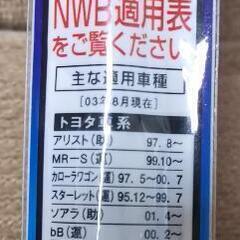 NWB適用表
をご覧ください
主な適用車種
[03年8月現在]
トヨタ車系
アリスト(助) 97.8〜
MR-S(運) 99.10〜
カローラワゴン(運) 97.5〜00.7
スターレット(運) 95.12〜99.7
ソアラ(助) 01.4〜
bB(運) 00.2〜